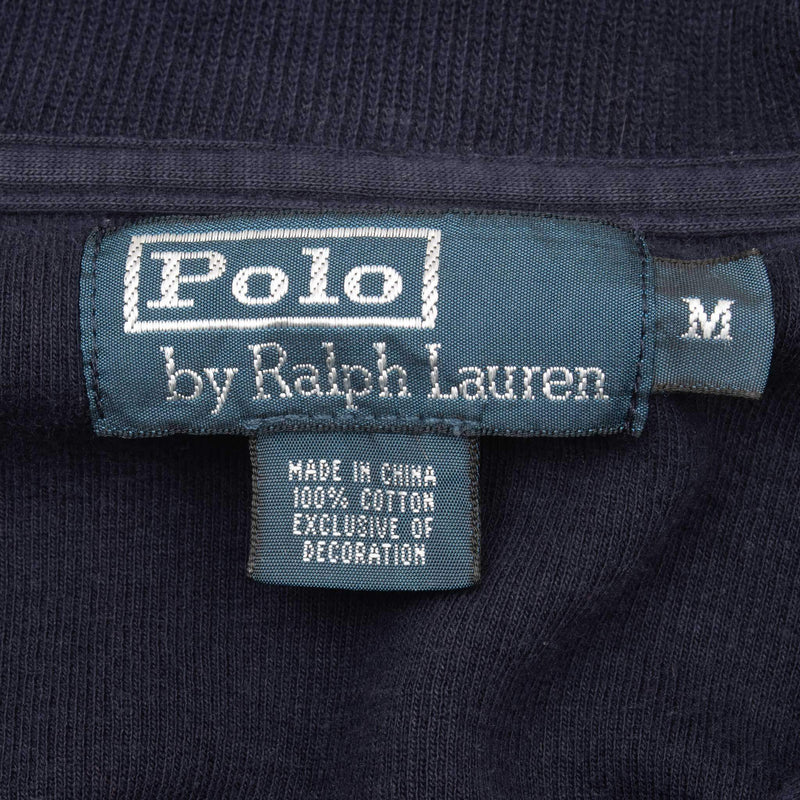 Polo
by Ralph Lauren
M
MADE IN CHINA
100% COTTON
EXCLUSIVE OF
DECORATION